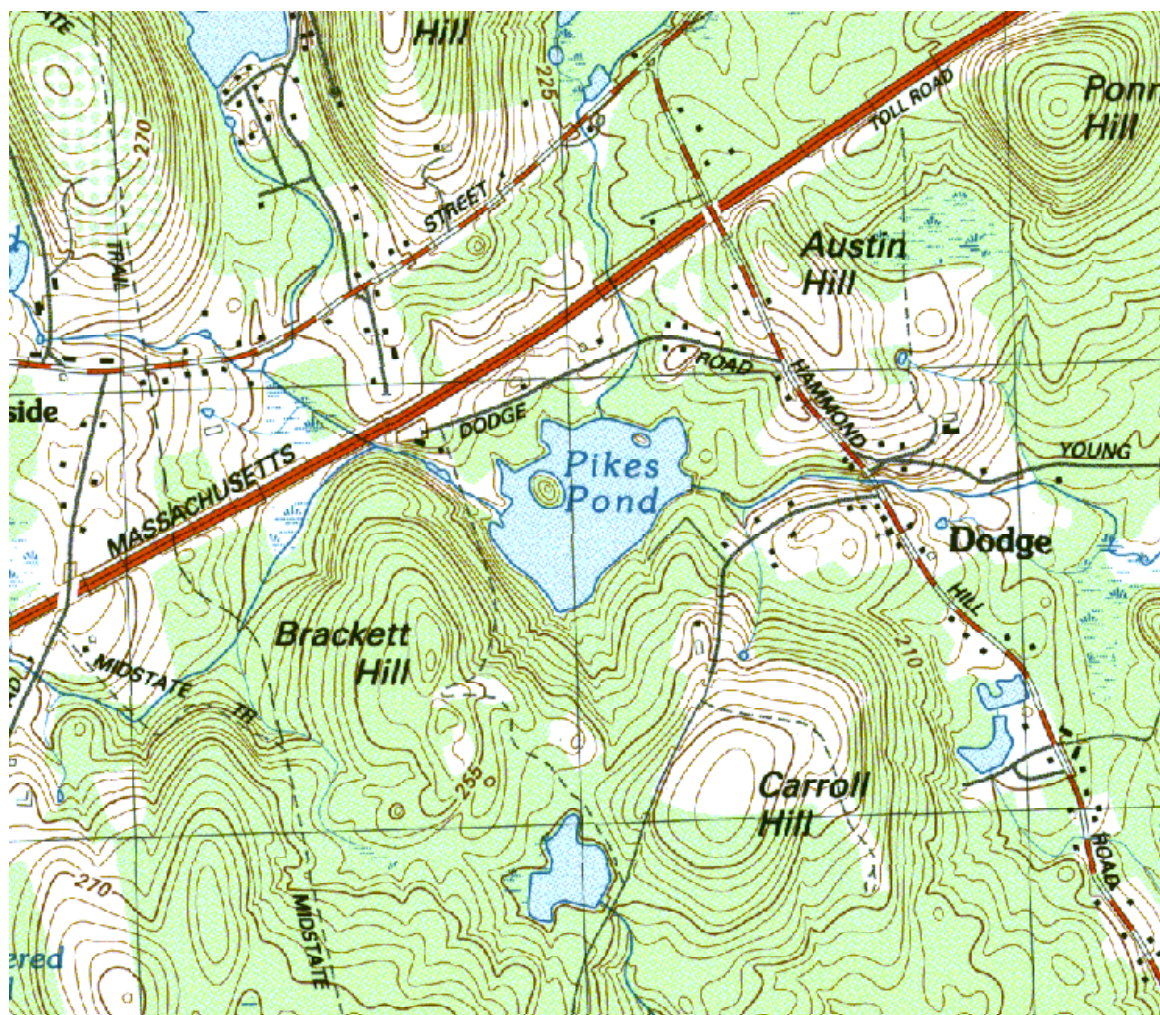 STATE
Hill
225
Ponn
Hill
TOLL ROAD
270
STREET
TRAIL
Austin
Hill
ROAD
HAMMOND
side
DODGE
YOUNG
MASSACHUSETTS
Pikes
Pond
Dodge
HILL
Brackett
Hill
210
MIDSTATE
TR
255
Carroll
Hill
ROAD
270
MIDSTATE
ered